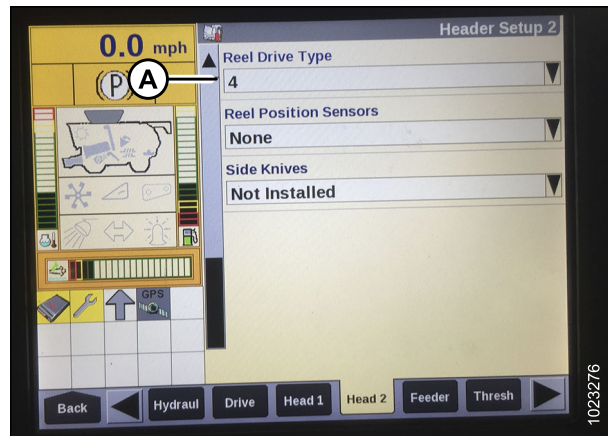 Header Setup 2
0.0 mph
(P)
A
Reel Drive Type
4
Reel Position Sensors
None
Side Knives
Not Installed
GPS
Back
Hydraul
Drive
Head 1
Head 2
Feeder
Thresh
1023276